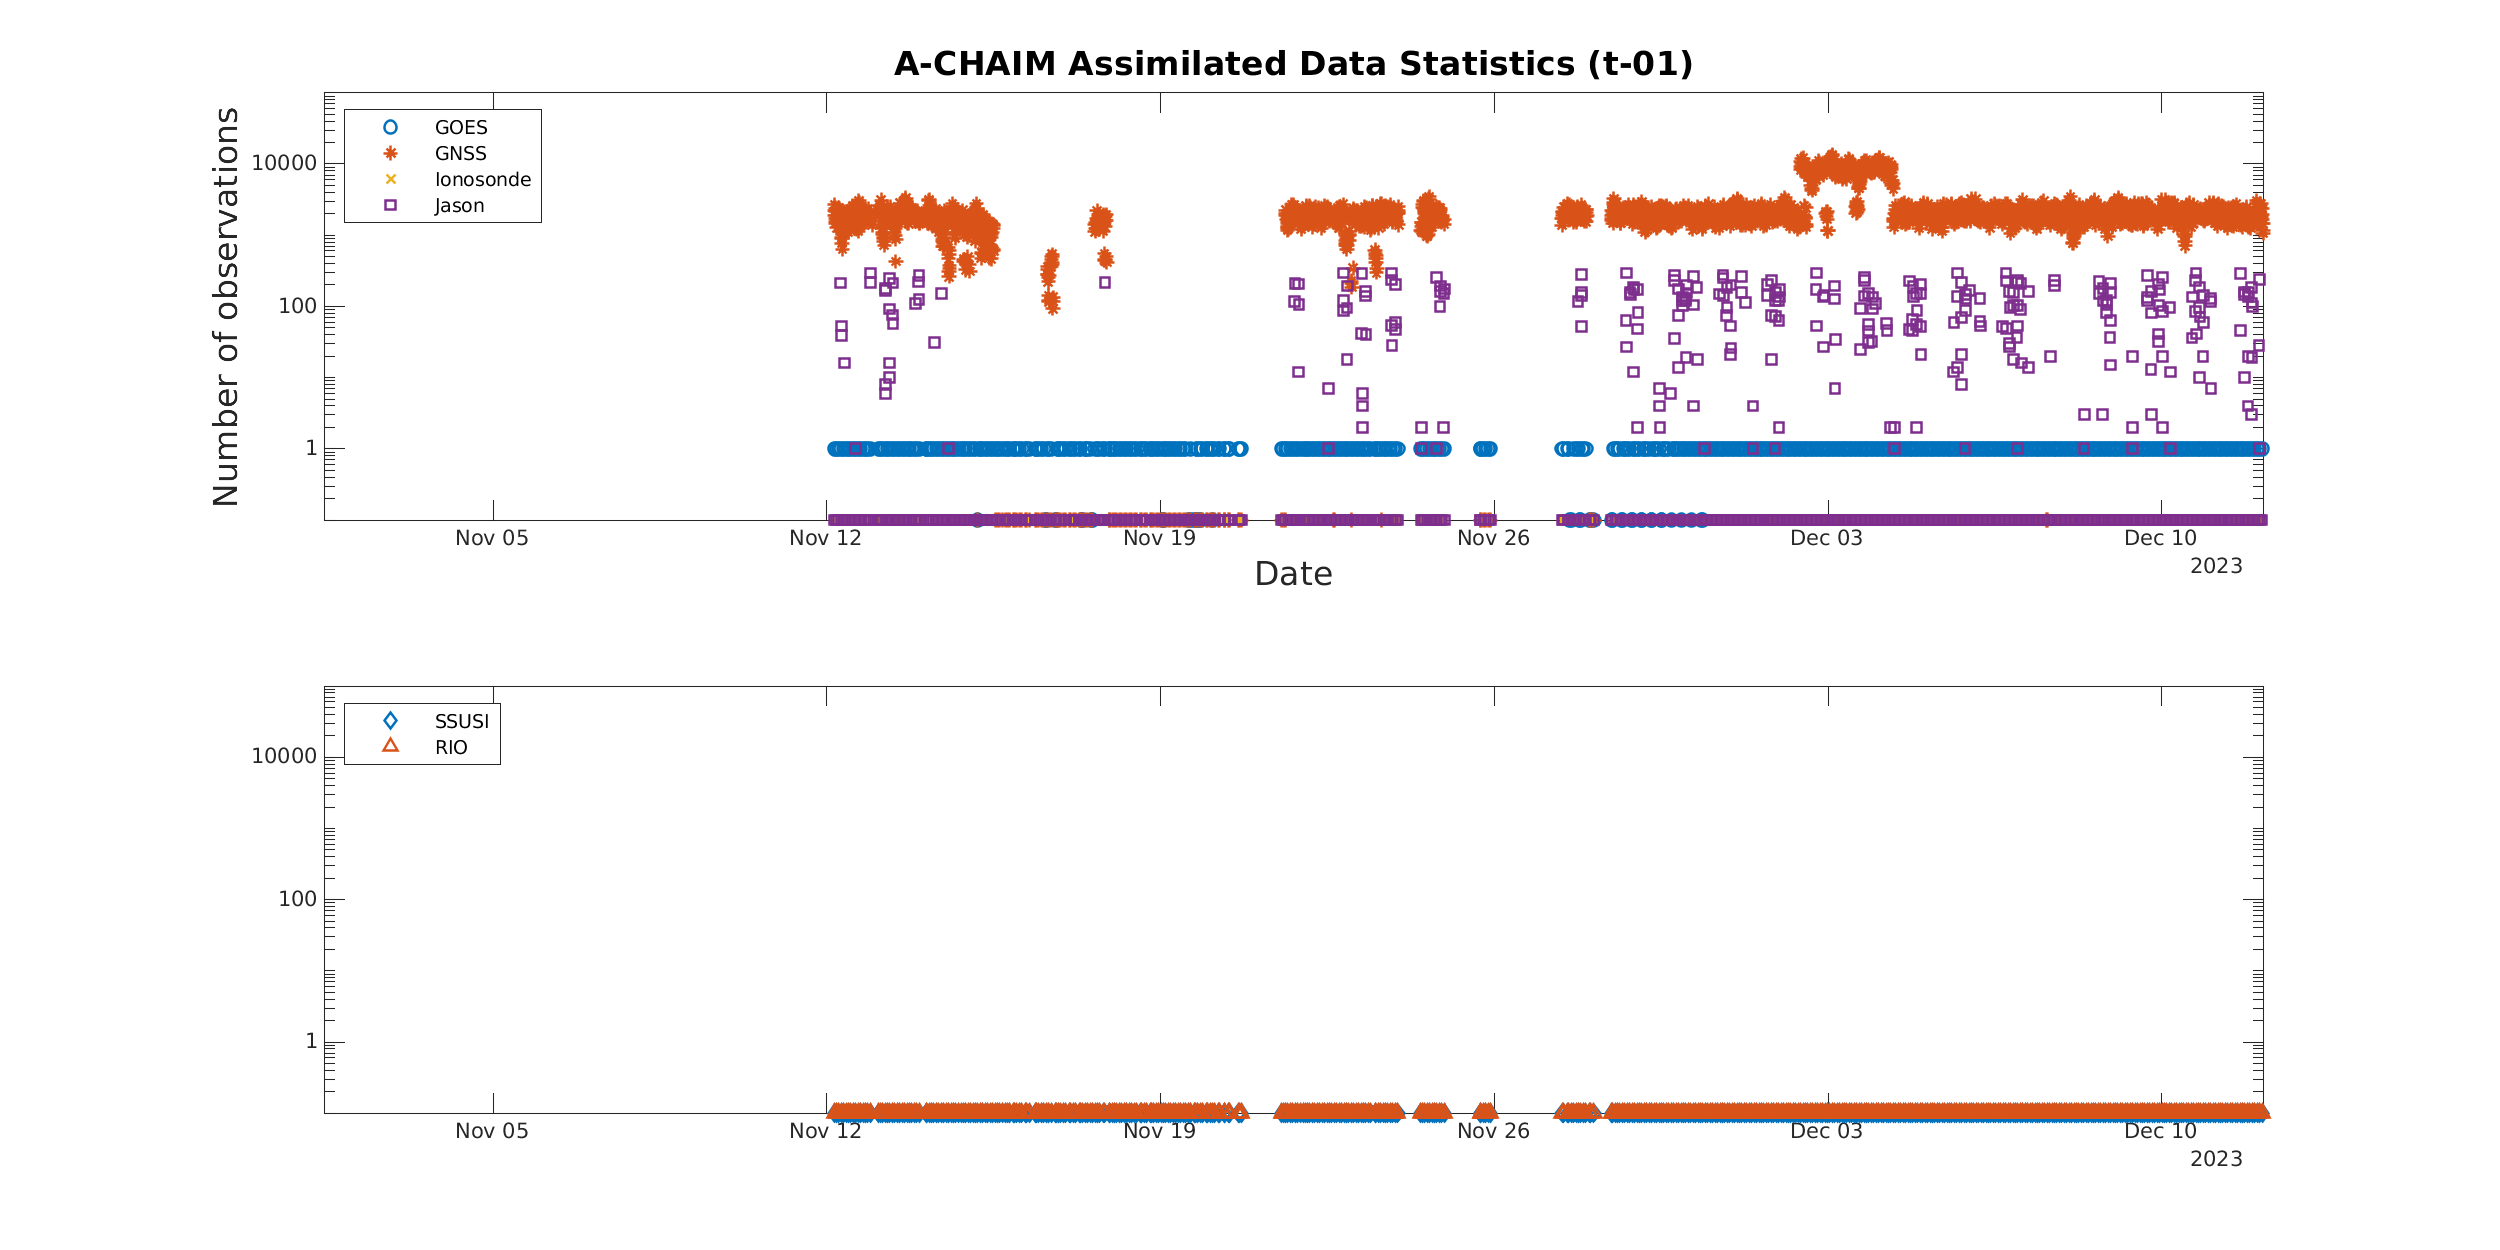 A-CHAIM Assimilated Data Statistics (t-01)
Number of observations
GOES
GNSS
Ionosonde
Jason
10000
100
1
Nov 05 Nov 12 Nov 19 Nov 26 Dec 03 Dec 10
2023
Date
SSUSI
RIO
10000
100
1
Nov 05 Nov 12 Nov 19 Nov 26 Dec 03 Dec 10
2023